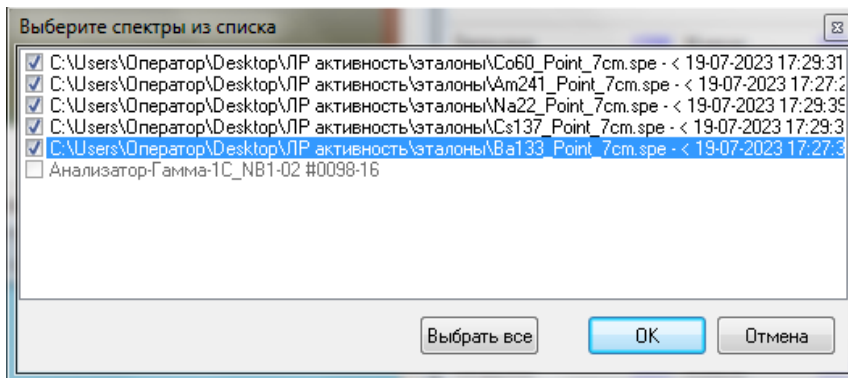 Выберите спектры из списка
C:\Users\Оператор\Desktop\ЛР активность\эталоны\Co60_Point_7cm.spe - < 19-07-2023 17:29:31
C:\Users\Оператор\Desktop\ЛР активность\эталоны\Am241_Point_7cm.spe - < 19-07-2023 17:27:2
C:\Users\Оператор\Desktop\ЛР активность\эталоны\Na22_Point_7cm.spe - < 19-07-2023 17:29:39
C:\Users\Оператор\Desktop\ЛР активность\эталоны\Cs137_Point_7cm.spe - < 19-07-2023 17:29:3
C:\Users\Оператор\Desktop\ЛР активность\эталоны\Ba133_Point_7cm.spe - < 19-07-2023 17:27:3
Анализатор-Гамма-1С_NB1-02 #0098-16
Выбрать все
OK
Отмена